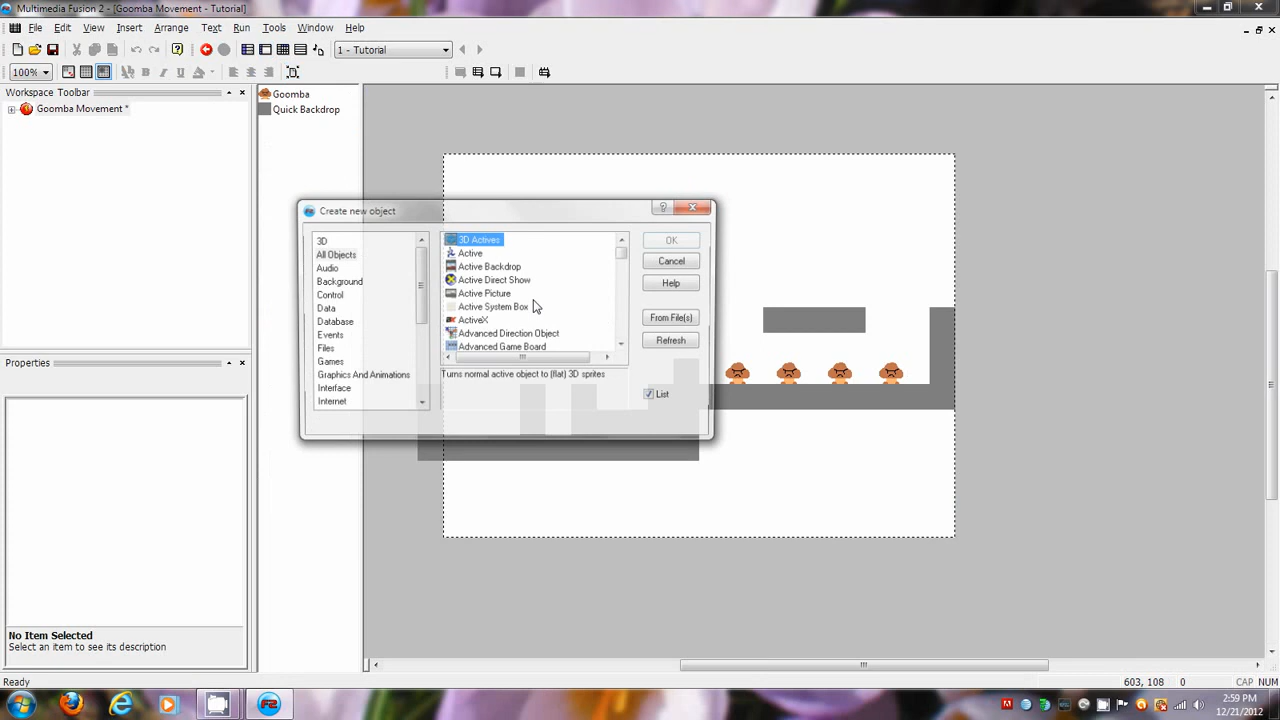 Multimedia Fusion 2 - [Goomba Movement - Tutorial]
File Edit View Insert Arrange Text Run Tools Window Help
1 - Tutorial
100%
B I U A
Workspace Toolbar
Goomba Movement *
Goomba
Quick Backdrop
Create new object
3D
All Objects
Audio
Background
Control
Data
Database
Events
Files
Games
Graphics And Animations
Interface
Internet
3D Actives
Active
Active Backdrop
Active Direct Show
Active Picture
Active System Box
ActiveX
Advanced Direction Object
Advanced Game Board
OK
Cancel
Help
From File(s)
Refresh
Turns normal active object to (flat) 3D sprites
List
Properties
No Item Selected
Select an item to see its description
Ready
603, 108 0 CAP NUM
2:59 PM
12/21/2012